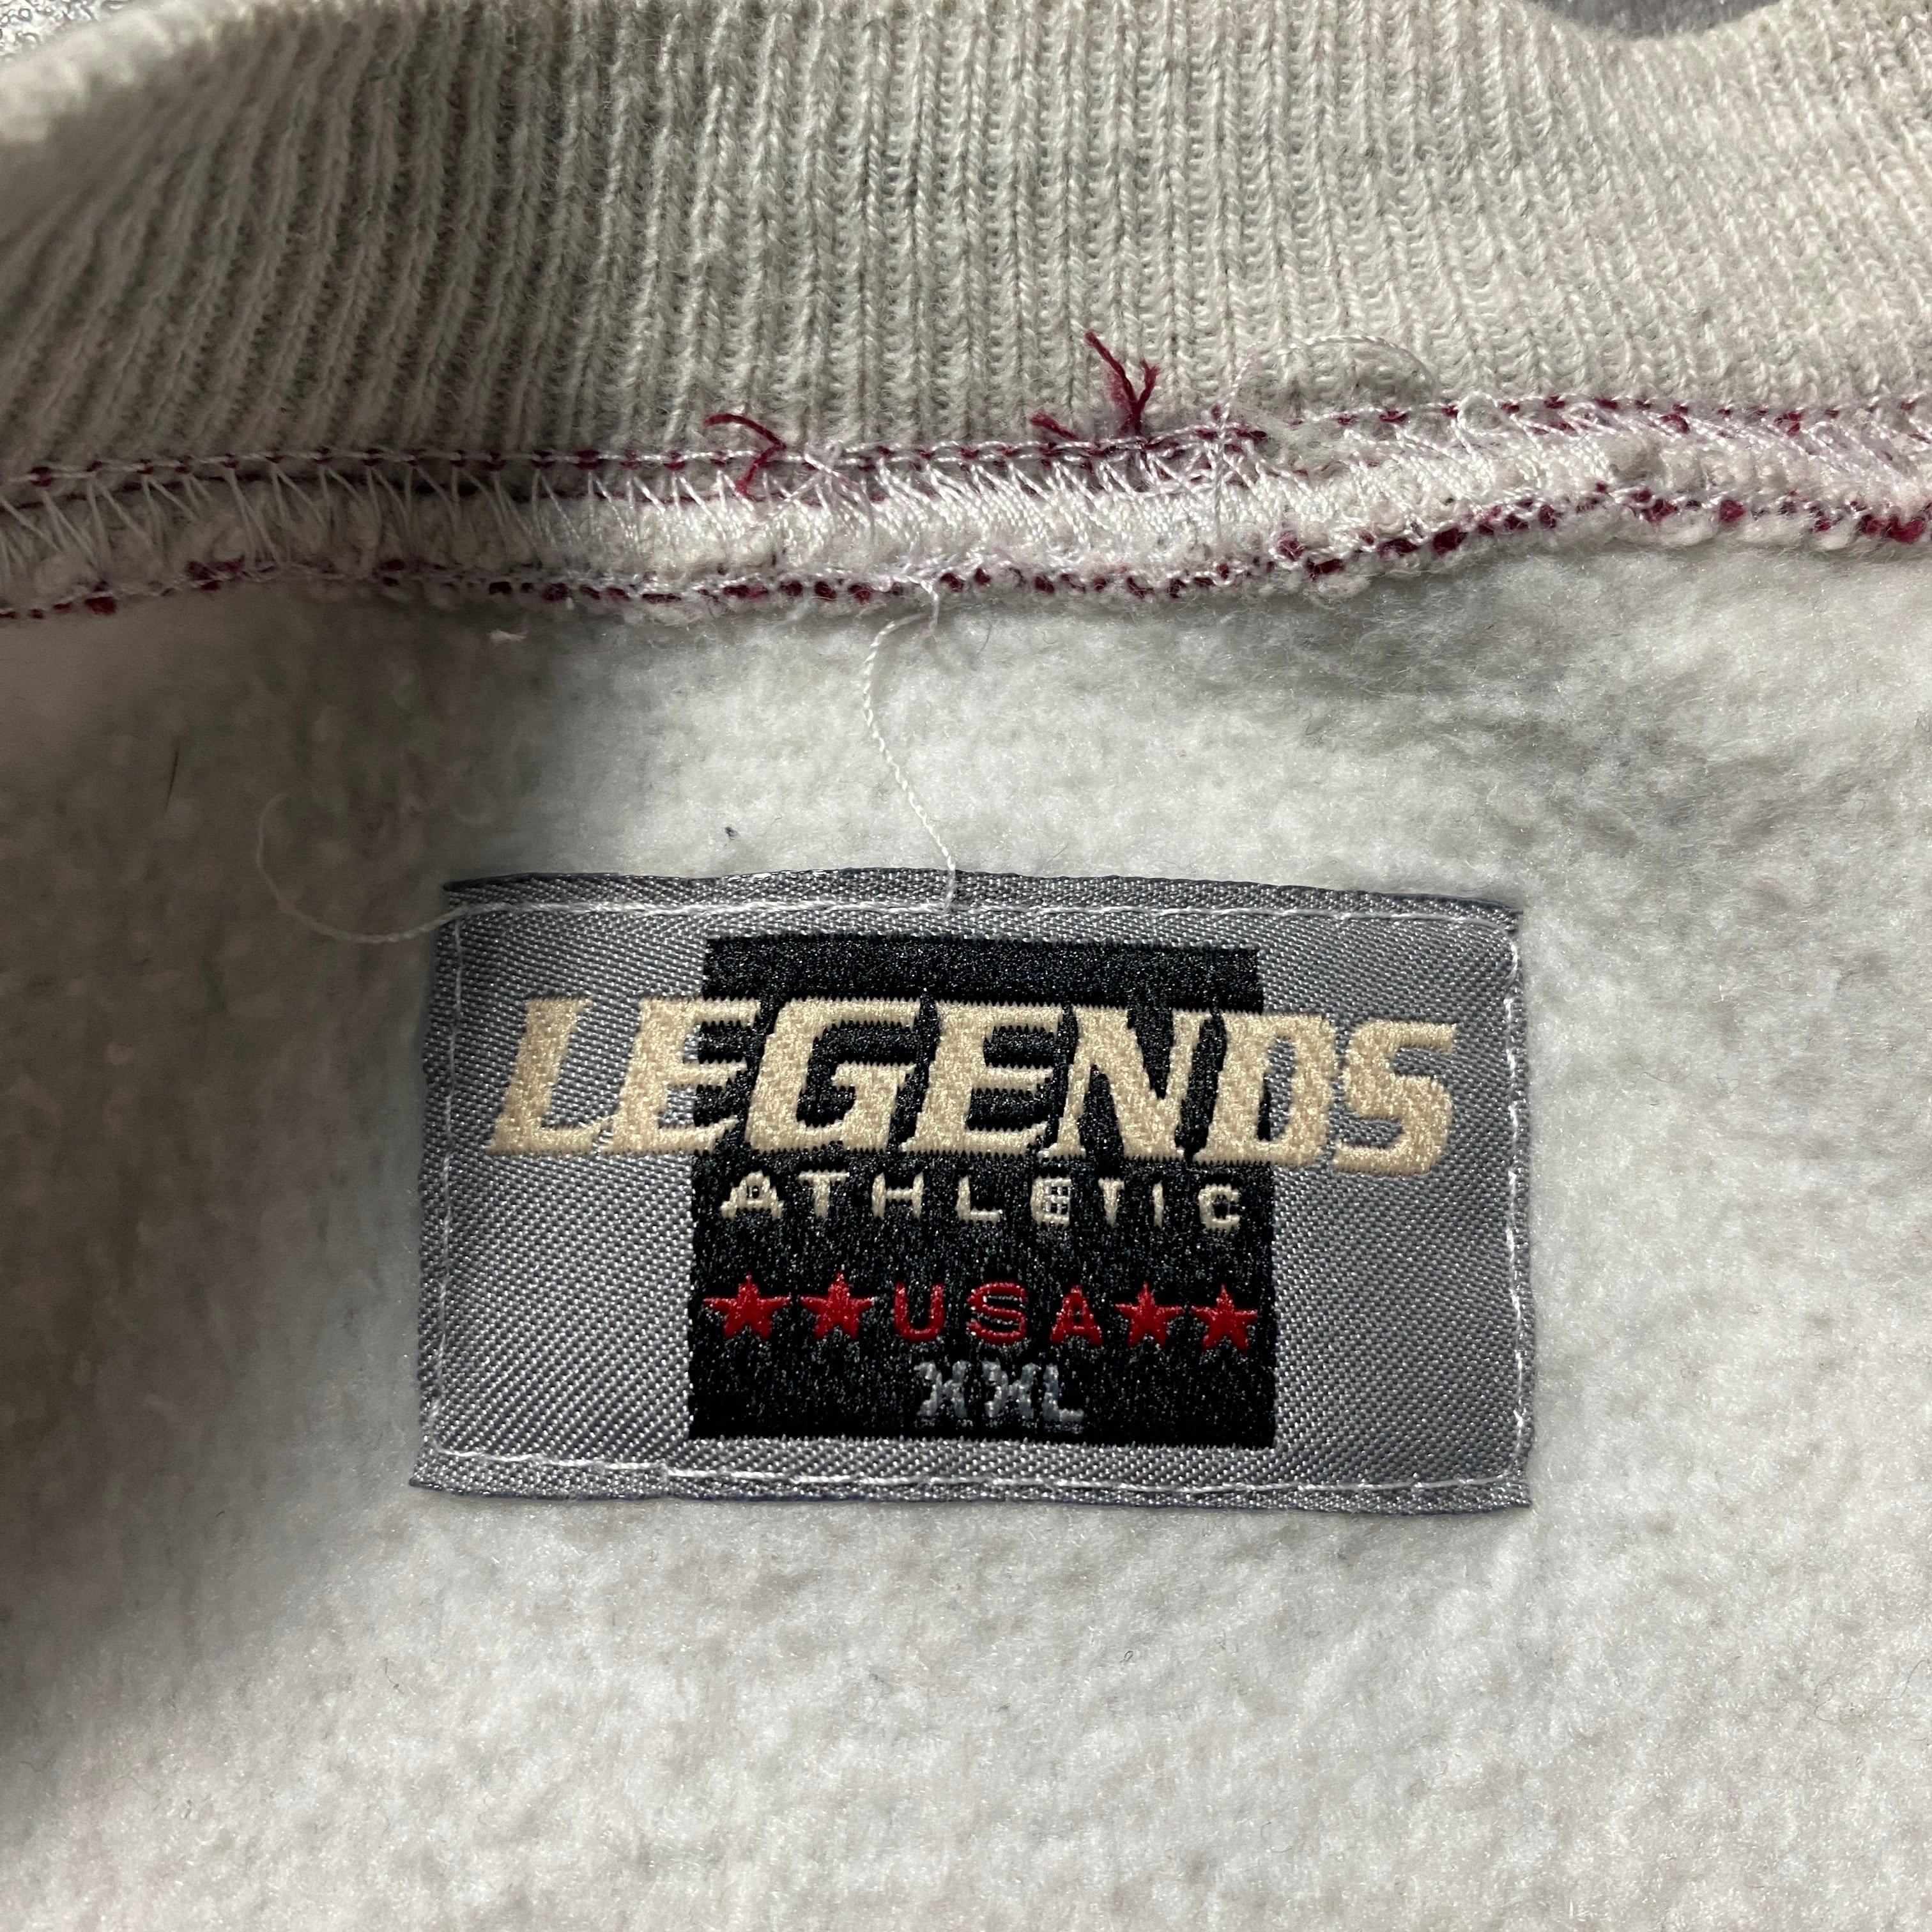 LEGENDS
ATHLETIC
★★USA★★
XXL